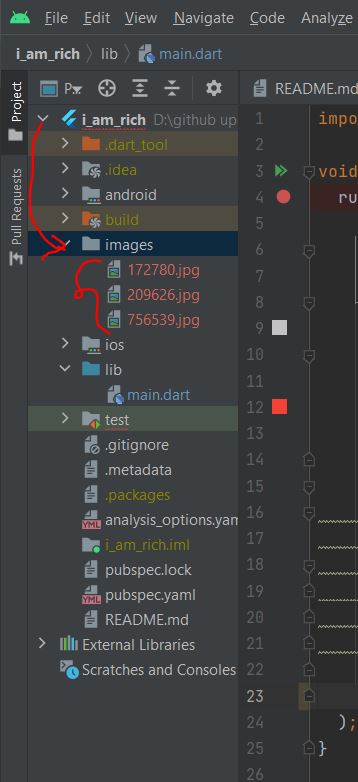 File Edit View Navigate Code Analyze
i_am_rich lib main.dart
Project
Pull Requests
P...
README.md
i_am_rich D:\github up
.dart_tool
.idea
android
build
images
172780.jpg
209626.jpg
756539.jpg
ios
lib
main.dart
test
.gitignore
.metadata
.packages
analysis_options.yam
i_am_rich.iml
pubspec.lock
pubspec.yaml
README.md
External Libraries
Scratches and Consoles
1 impo
2
3 void
4 ru
5
6
7
8
9
10
11
12
13
14
15
16
17
18
19
20
21
22
23
24 );
25 }